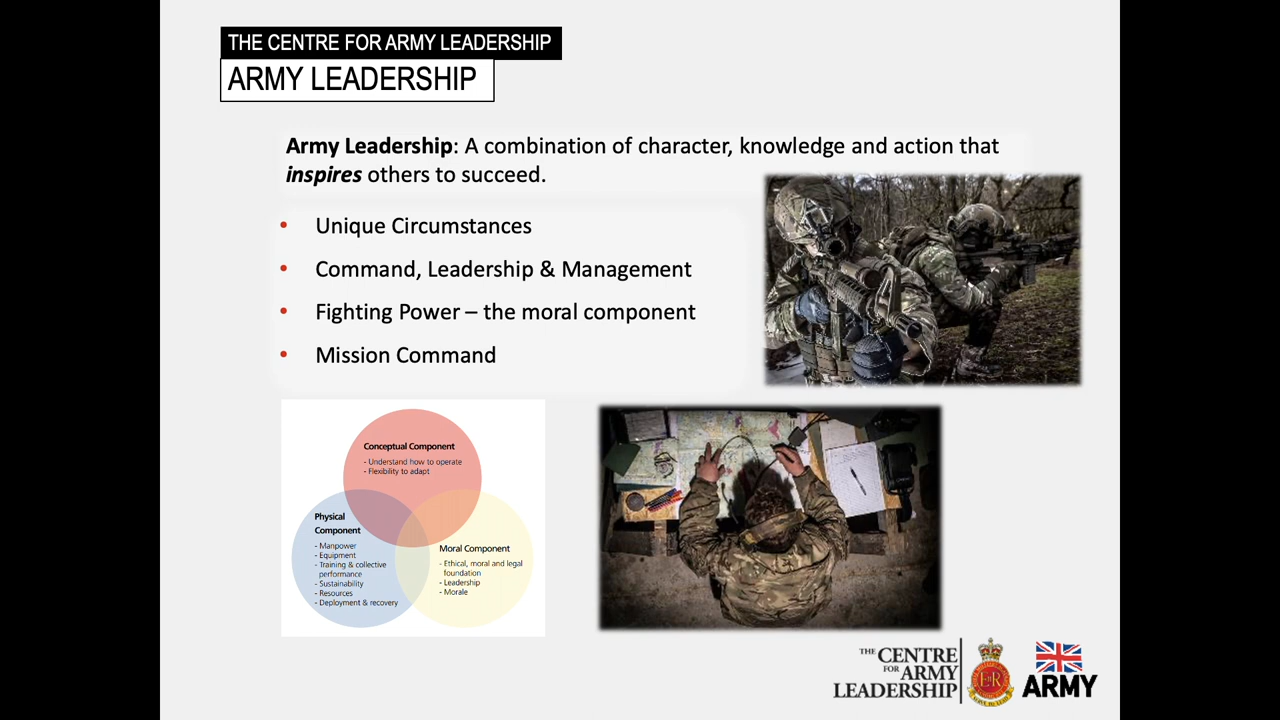 THE CENTRE FOR ARMY LEADERSHIP
ARMY LEADERSHIP
Army Leadership: A combination of character, knowledge and action that
inspires others to succeed.
• Unique Circumstances
• Command, Leadership & Management
• Fighting Power – the moral component
• Mission Command
Conceptual Component
- Understand how to operate
- Flexibility to adapt
Physical
Component
- Manpower
- Equipment
- Training & collective
performance
- Sustainability
- Resources
- Deployment & recovery
Moral Component
- Ethical, moral and legal
foundation
- Leadership
- Morale
THE CENTRE
FOR ARMY
LEADERSHIP
ARMY